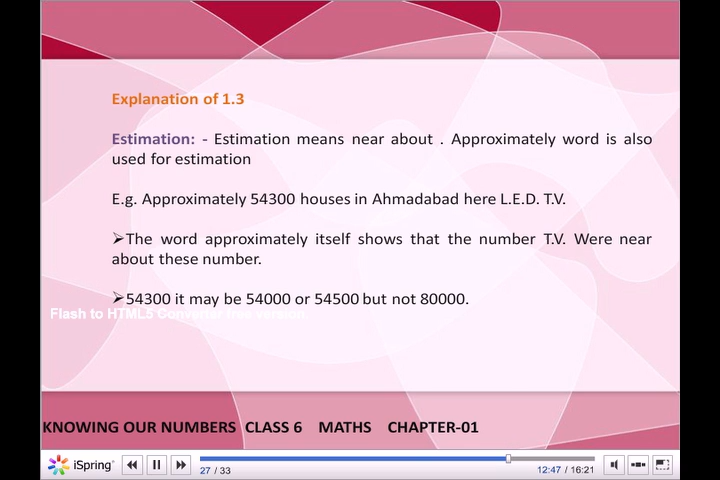 Explanation of 1.3
Estimation: - Estimation means near about . Approximately word is also
used for estimation
E.g. Approximately 54300 houses in Ahmadabad here L.E.D. T.V.
➢The word approximately itself shows that the number T.V. Were near
about these number.
➢54300 it may be 54000 or 54500 but not 80000.
Flash to HTML5 Converter free version
KNOWING OUR NUMBERS CLASS 6 MATHS CHAPTER-01
iSpring
27 / 33
12:47 / 16:21